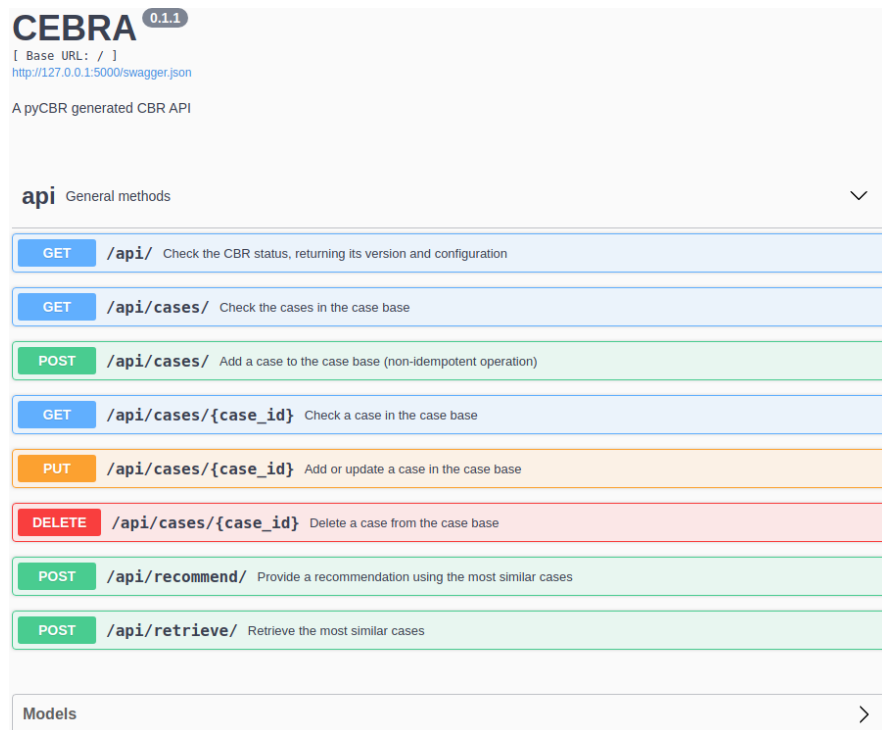 CEBRA 0.1.1
[ Base URL: / ]
http://127.0.0.1:5000/swagger.json
A pyCBR generated CBR API
api General methods
GET /api/ Check the CBR status, returning its version and configuration
GET /api/cases/ Check the cases in the case base
POST /api/cases/ Add a case to the case base (non-idempotent operation)
GET /api/cases/{case_id} Check a case in the case base
PUT /api/cases/{case_id} Add or update a case in the case base
DELETE /api/cases/{case_id} Delete a case from the case base
POST /api/recommend/ Provide a recommendation using the most similar cases
POST /api/retrieve/ Retrieve the most similar cases
Models